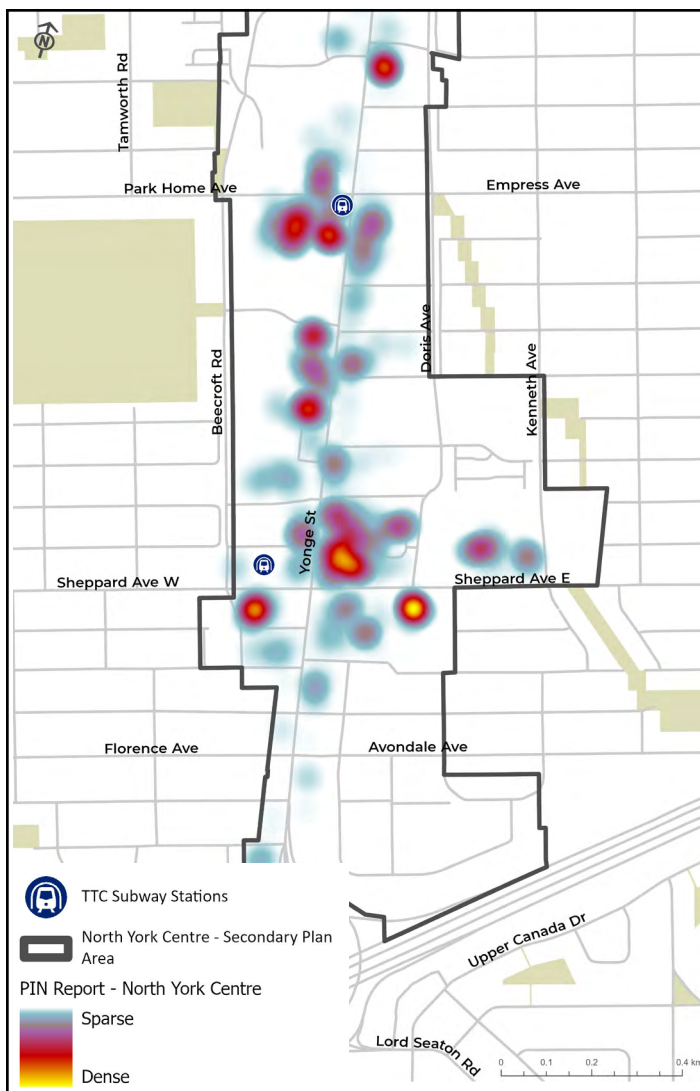 N
Tamworth Rd
Park Home Ave
Empress Ave
Doris Ave
Beecroft Rd
Kenneth Ave
Yonge St
Sheppard Ave W
Sheppard Ave E
Florence Ave
Avondale Ave
TTC Subway Stations
North York Centre - Secondary Plan
Area
PIN Report - North York Centre
Sparse
Dense
Upper Canada Dr
Lord Seaton Rd
0 0.1 0.2 0.4 km